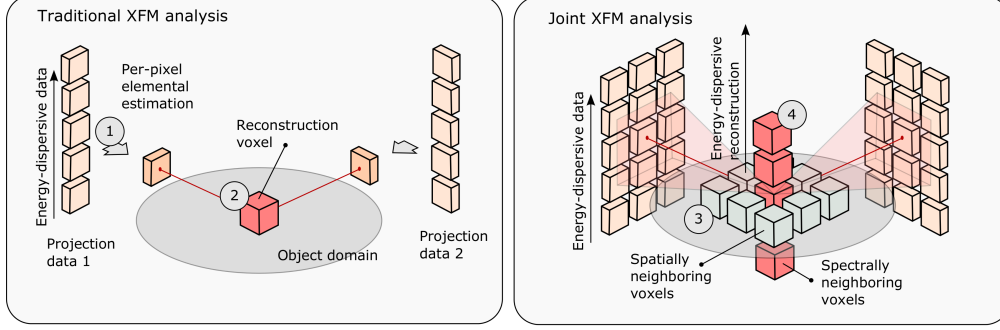 Traditional XFM analysis
Energy-dispersive data
Per-pixel
elemental
estimation
1
Reconstruction
voxel
2
Projection
data 1
Object domain
Projection
data 2
Joint XFM analysis
Energy-dispersive data
Energy-dispersive
reconstruction
4
3
Spatially
neighboring
voxels
Spectrally
neighboring
voxels